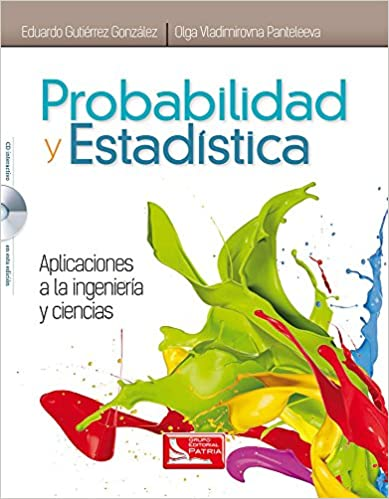 Eduardo Gutiérrez González | Olga Vladimirovna Panteleeva
Probabilidad
y Estadística
CD interactivo
en esta edición
Aplicaciones
a la ingeniería
y ciencias
GRUPO EDITORIAL
PATRIA